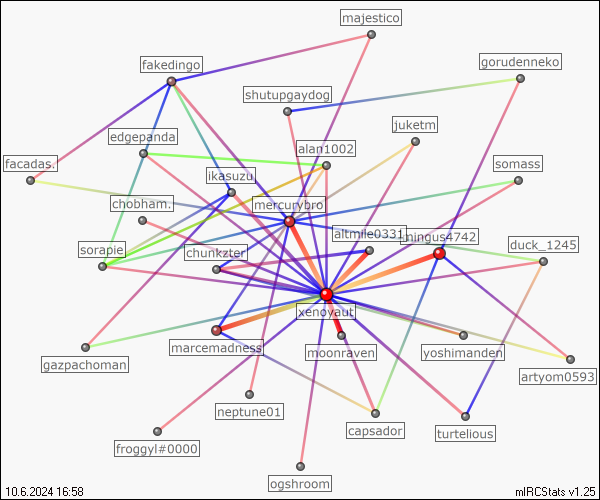 majestico
fakedingo
gorudenneko
shutupgaydog
juketm
edgepanda
alan1002
facadas.
ikasuzu
somass
chobham.
mercurybro
altmile0331
mingus4742
sorapie
chunkzter
duck_1245
xenovaut
marcemadness
moonraven
yoshimanden
gazpachoman
artyom0593
neptune01
froggyl#0000
capsador
turtelious
ogshroom
10.6.2024 16:58
mIRCStats v1.25